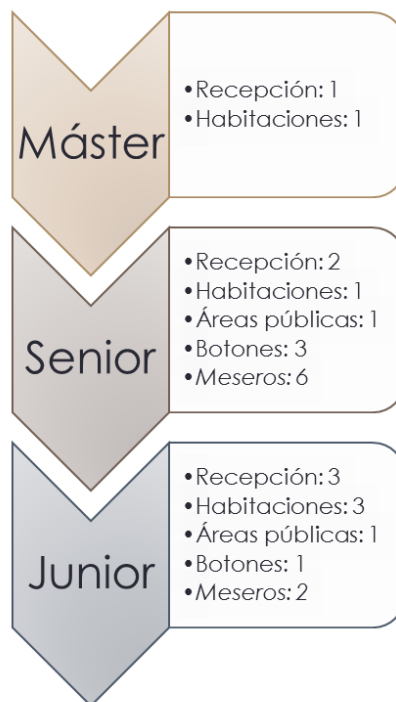 Máster
•Recepción: 1
•Habitaciones: 1
Senior
•Recepción: 2
•Habitaciones: 1
•Áreas públicas: 1
•Botones: 3
•Meseros: 6
Junior
•Recepción: 3
•Habitaciones: 3
•Áreas públicas: 1
•Botones: 1
•Meseros: 2